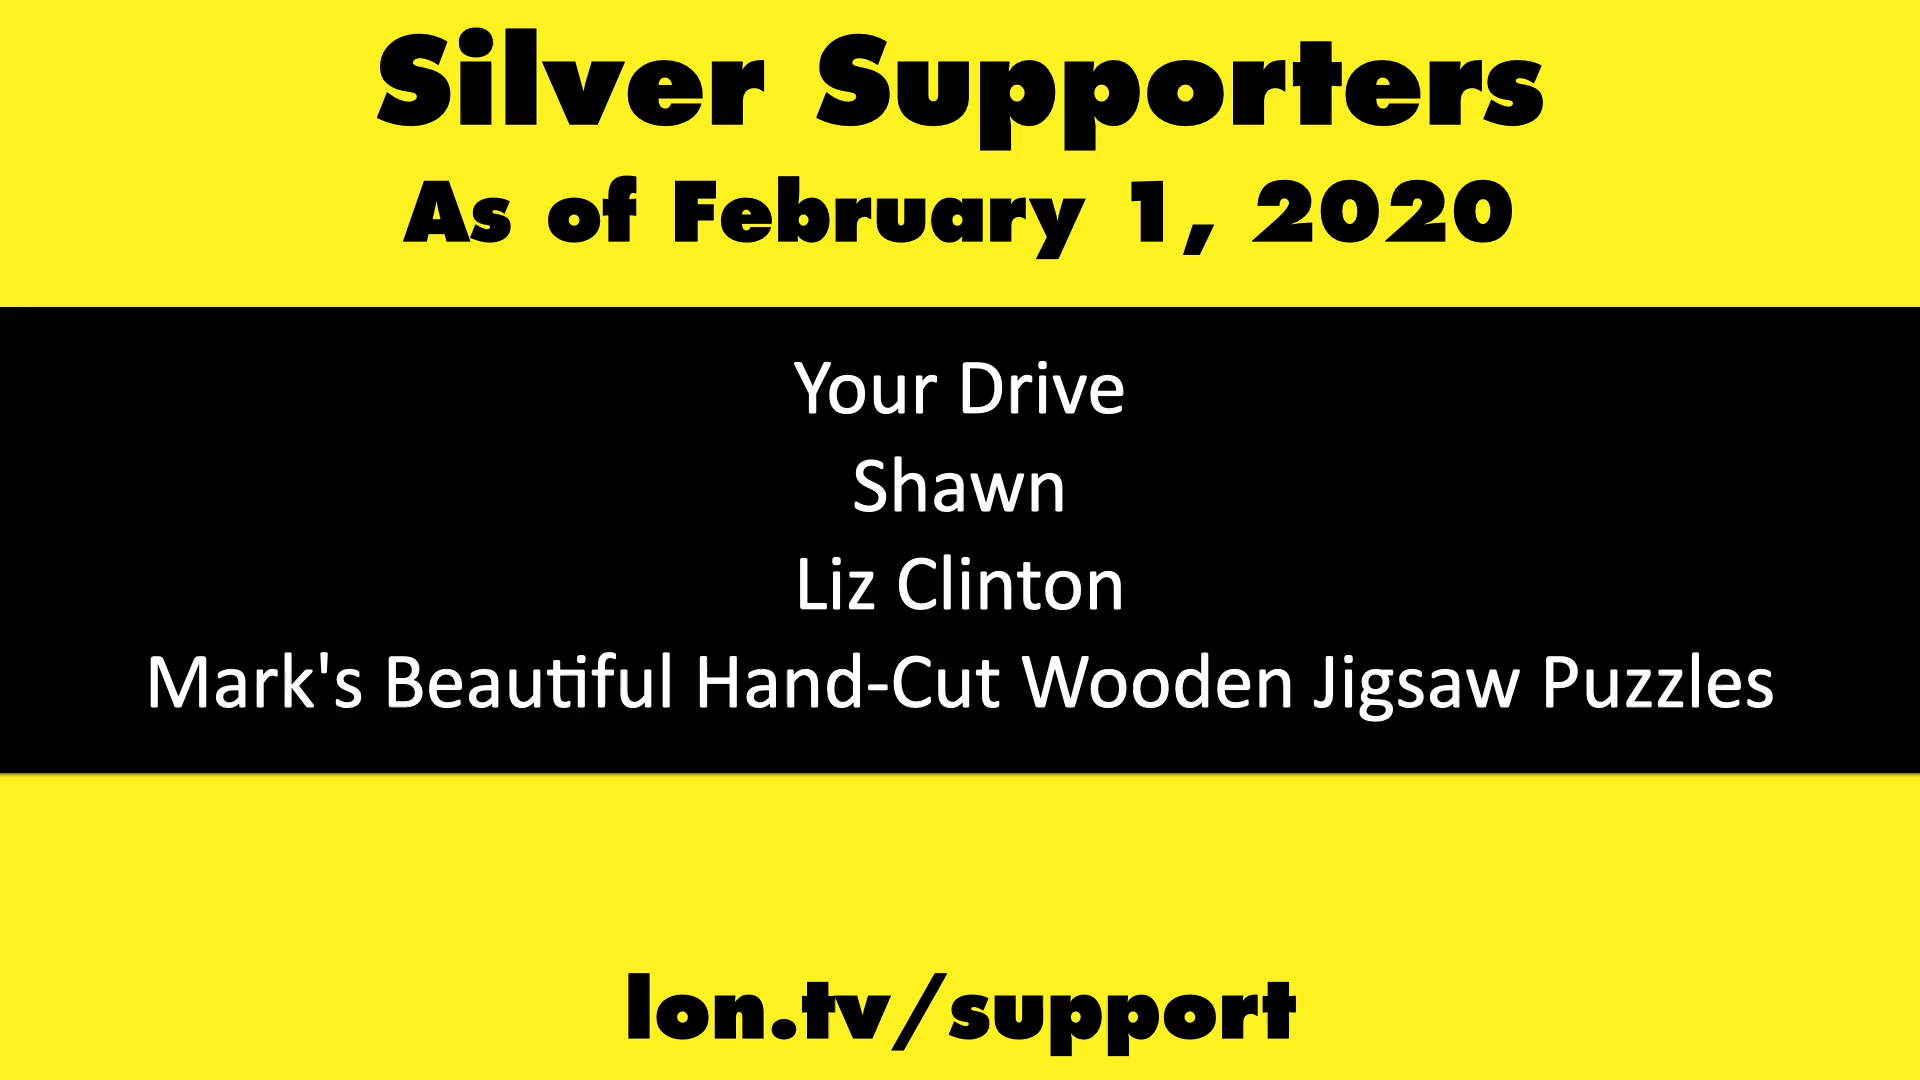 Silver Supporters
As of February 1, 2020
Your Drive
Shawn
Liz Clinton
Mark's Beautiful Hand-Cut Wooden Jigsaw Puzzles
lon.tv/support